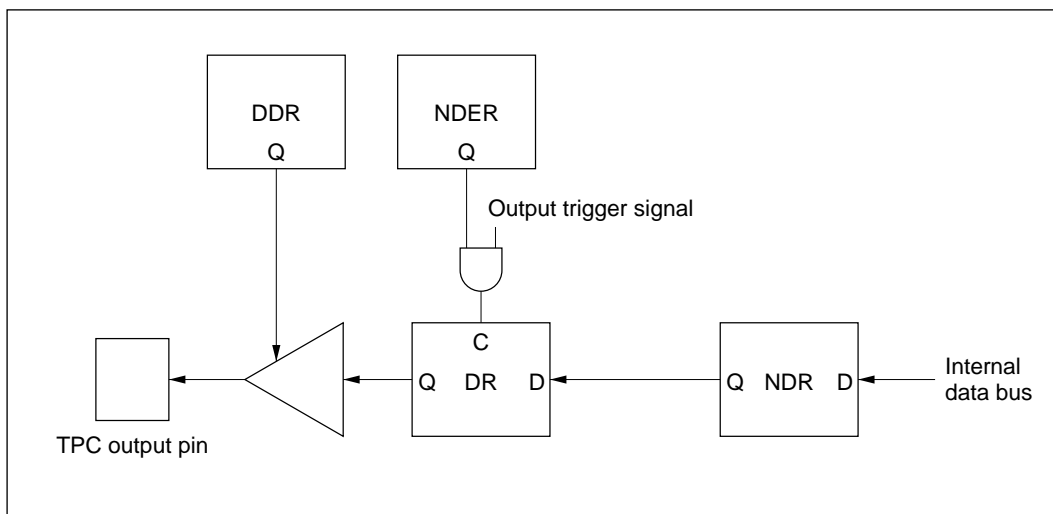 DDR
Q
NDER
Q
Output trigger signal
C
Q DR D
Q NDR D
Internal
data bus
TPC output pin